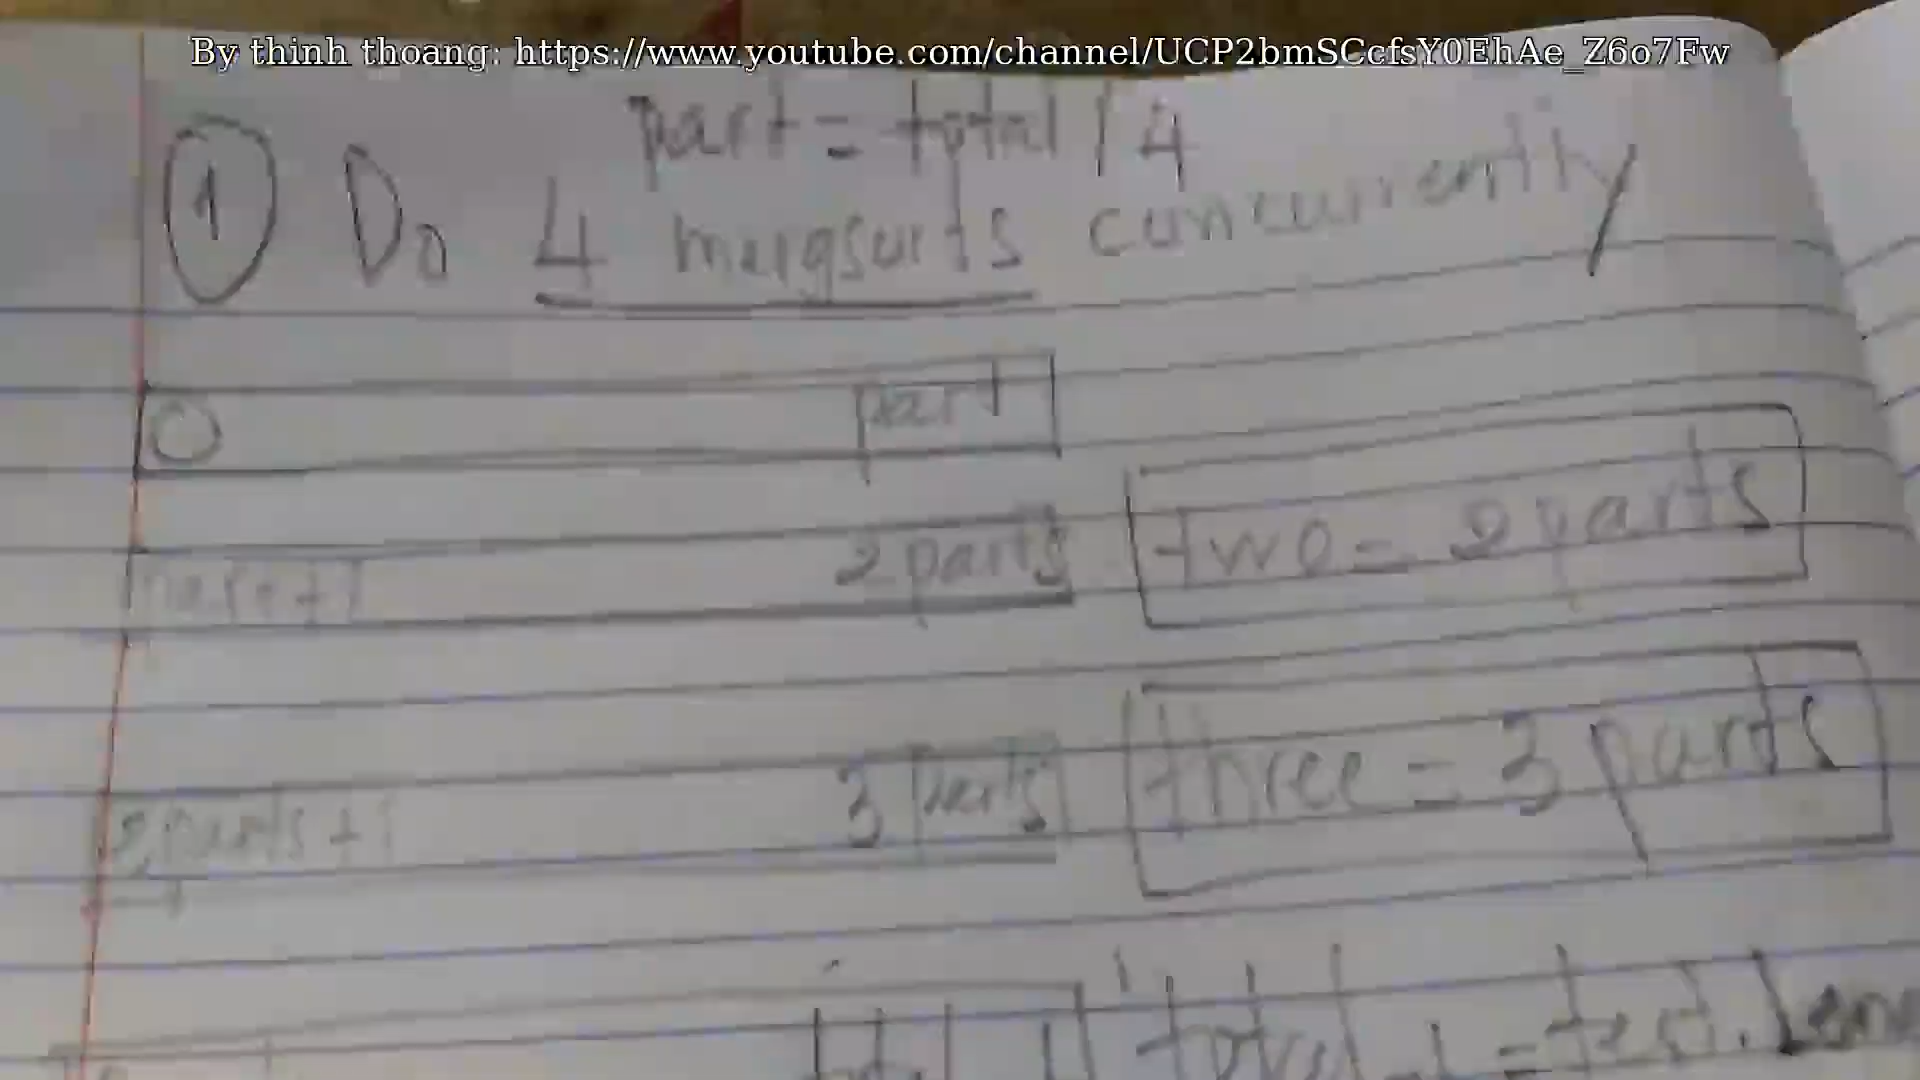 By thinh thoang: https://www.youtube.com/channel/UCP2bmSCcfsY0EhAe_Z6o7Fw
part = total / 4
1 Do 4 mergsorts concurrently
0 part
part+1 2 parts two = 2 parts
2parts+1 3 parts three = 3 parts
total